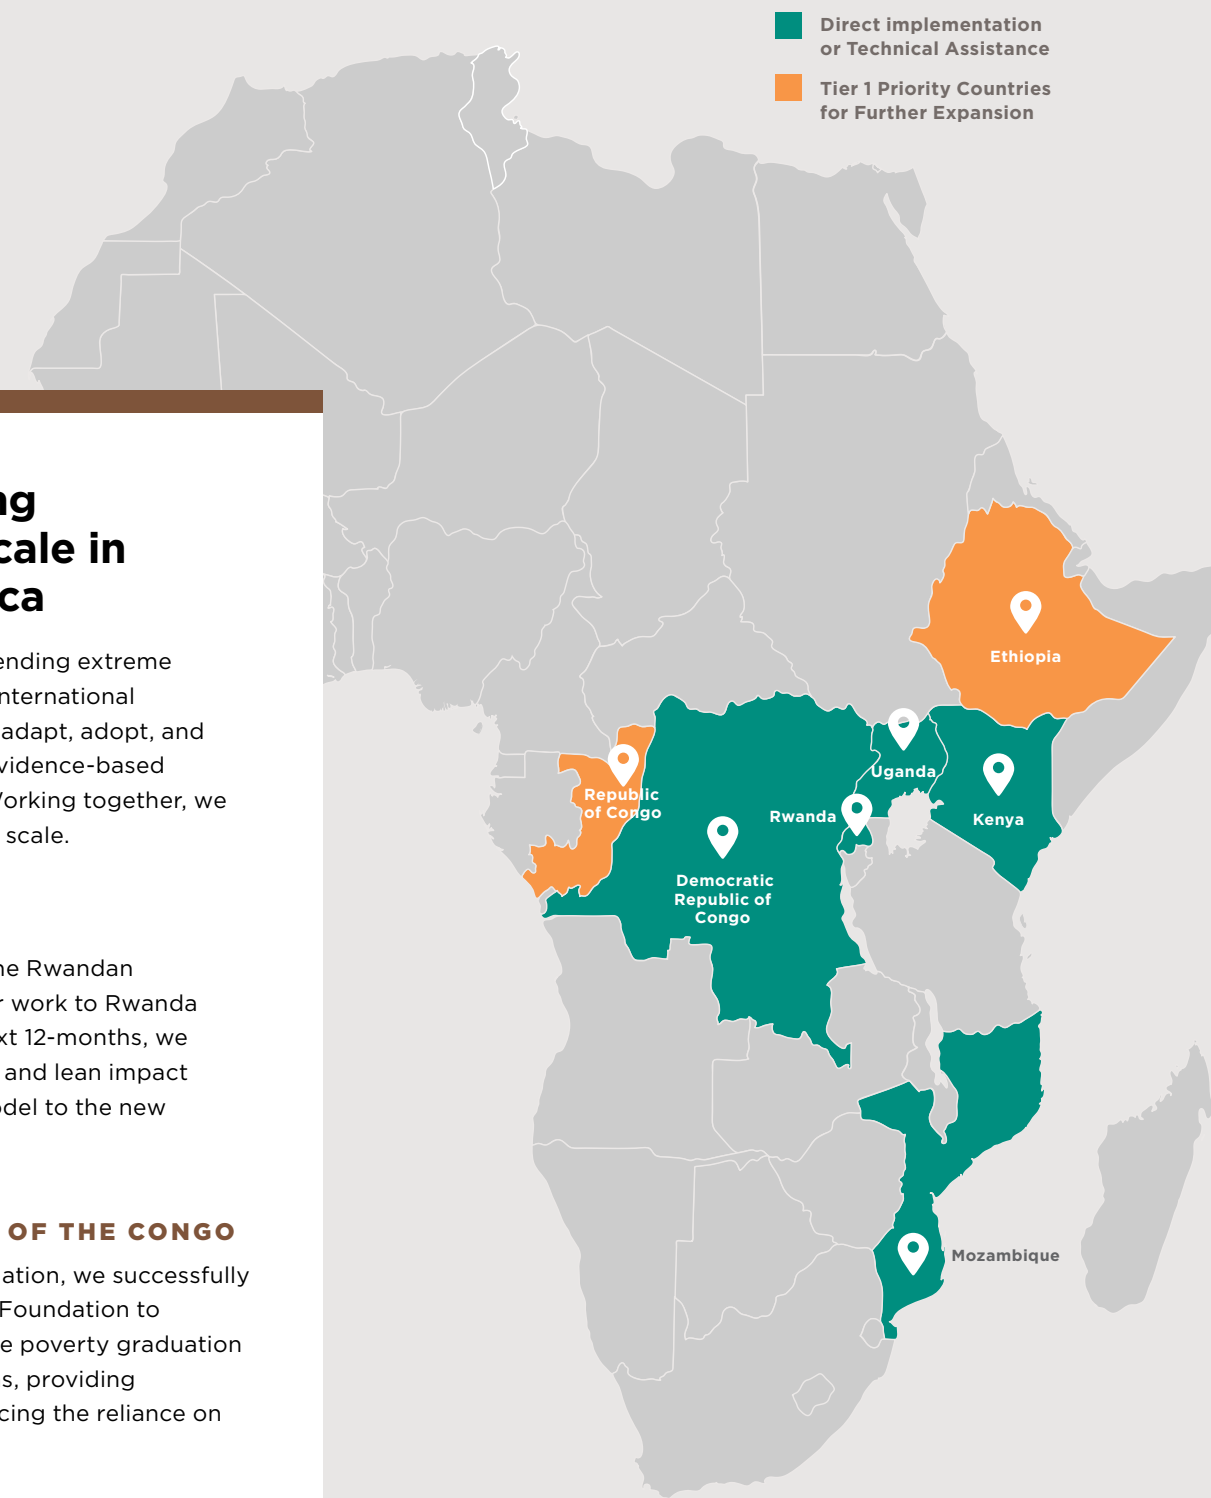 Direct implementation
or Technical Assistance
Tier 1 Priority Countries
for Further Expansion
Ethiopia
Uganda
Republic
of Congo
Rwanda
Kenya
Democratic
Republic of
Congo
Mozambique
ng
cale in
ca
ending extreme
nternational
adapt, adopt, and
vidence-based
Working together, we
scale.
he Rwandan
r work to Rwanda
xt 12-months, we
and lean impact
odel to the new
OF THE CONGO
ation, we successfully
Foundation to
e poverty graduation
s, providing
cing the reliance on